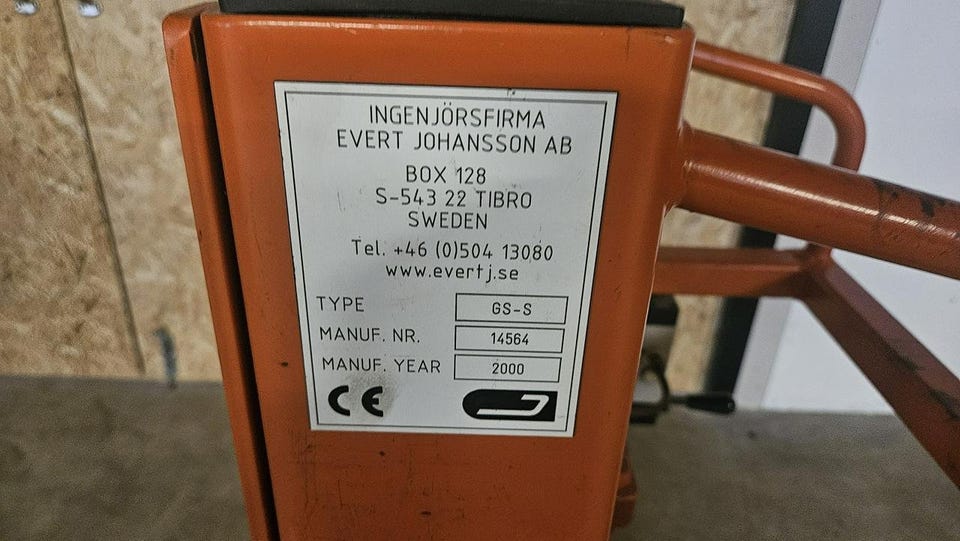 INGENJÖRSFIRMA
EVERT JOHANSSON AB
BOX 128
S-543 22 TIBRO
SWEDEN
Tel. +46 (0)504 13080
www.evertj.se
TYPE GS-S
MANUF. NR. 14564
MANUF. YEAR 2000
CE